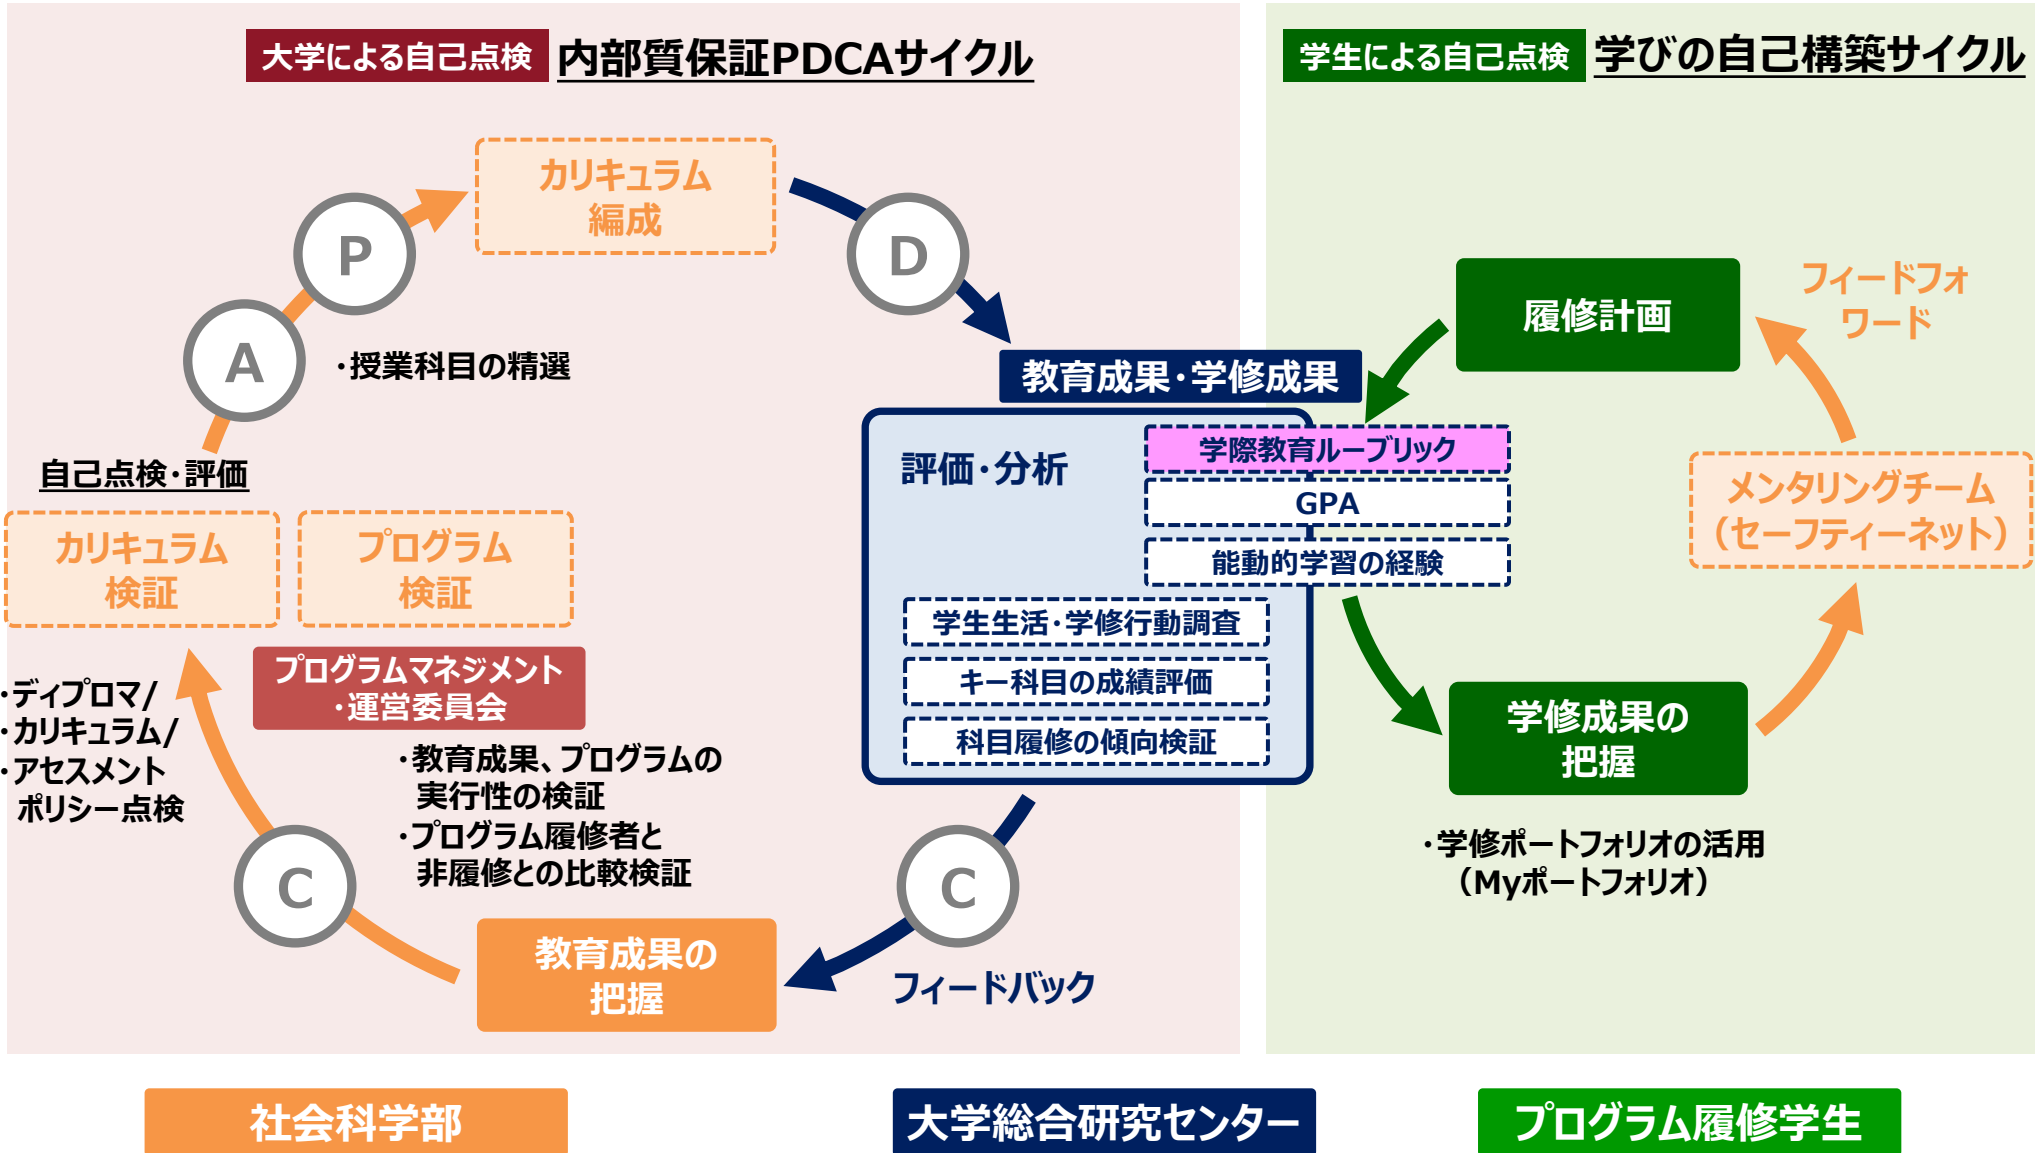 大学による自己点検 内部質保証PDCAサイクル
学生による自己点検 学びの自己構築サイクル
カリキュラム
編成
P
D
A
・授業科目の精選
自己点検・評価
カリキュラム
検証
プログラム
検証
プログラムマネジメント
・運営委員会
・ディプロマ/
・カリキュラム/
・アセスメント
ポリシー点検
・教育成果、プログラムの
実行性の検証
・プログラム履修者と
非履修との比較検証
C
C
教育成果の
把握
フィードバック
教育成果・学修成果
評価・分析
学際教育ルーブリック
GPA
能動的学習の経験
学生生活・学修行動調査
キー科目の成績評価
科目履修の傾向検証
履修計画
フィードフォ
ワード
メンタリングチーム
（セーフティーネット）
学修成果の
把握
・学修ポートフォリオの活用
（Myポートフォリオ）
社会科学部
大学総合研究センター
プログラム履修学生